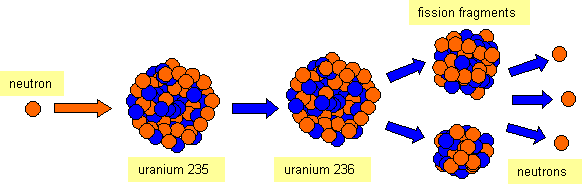 fission fragments
neutron
uranium 235
uranium 236
neutrons